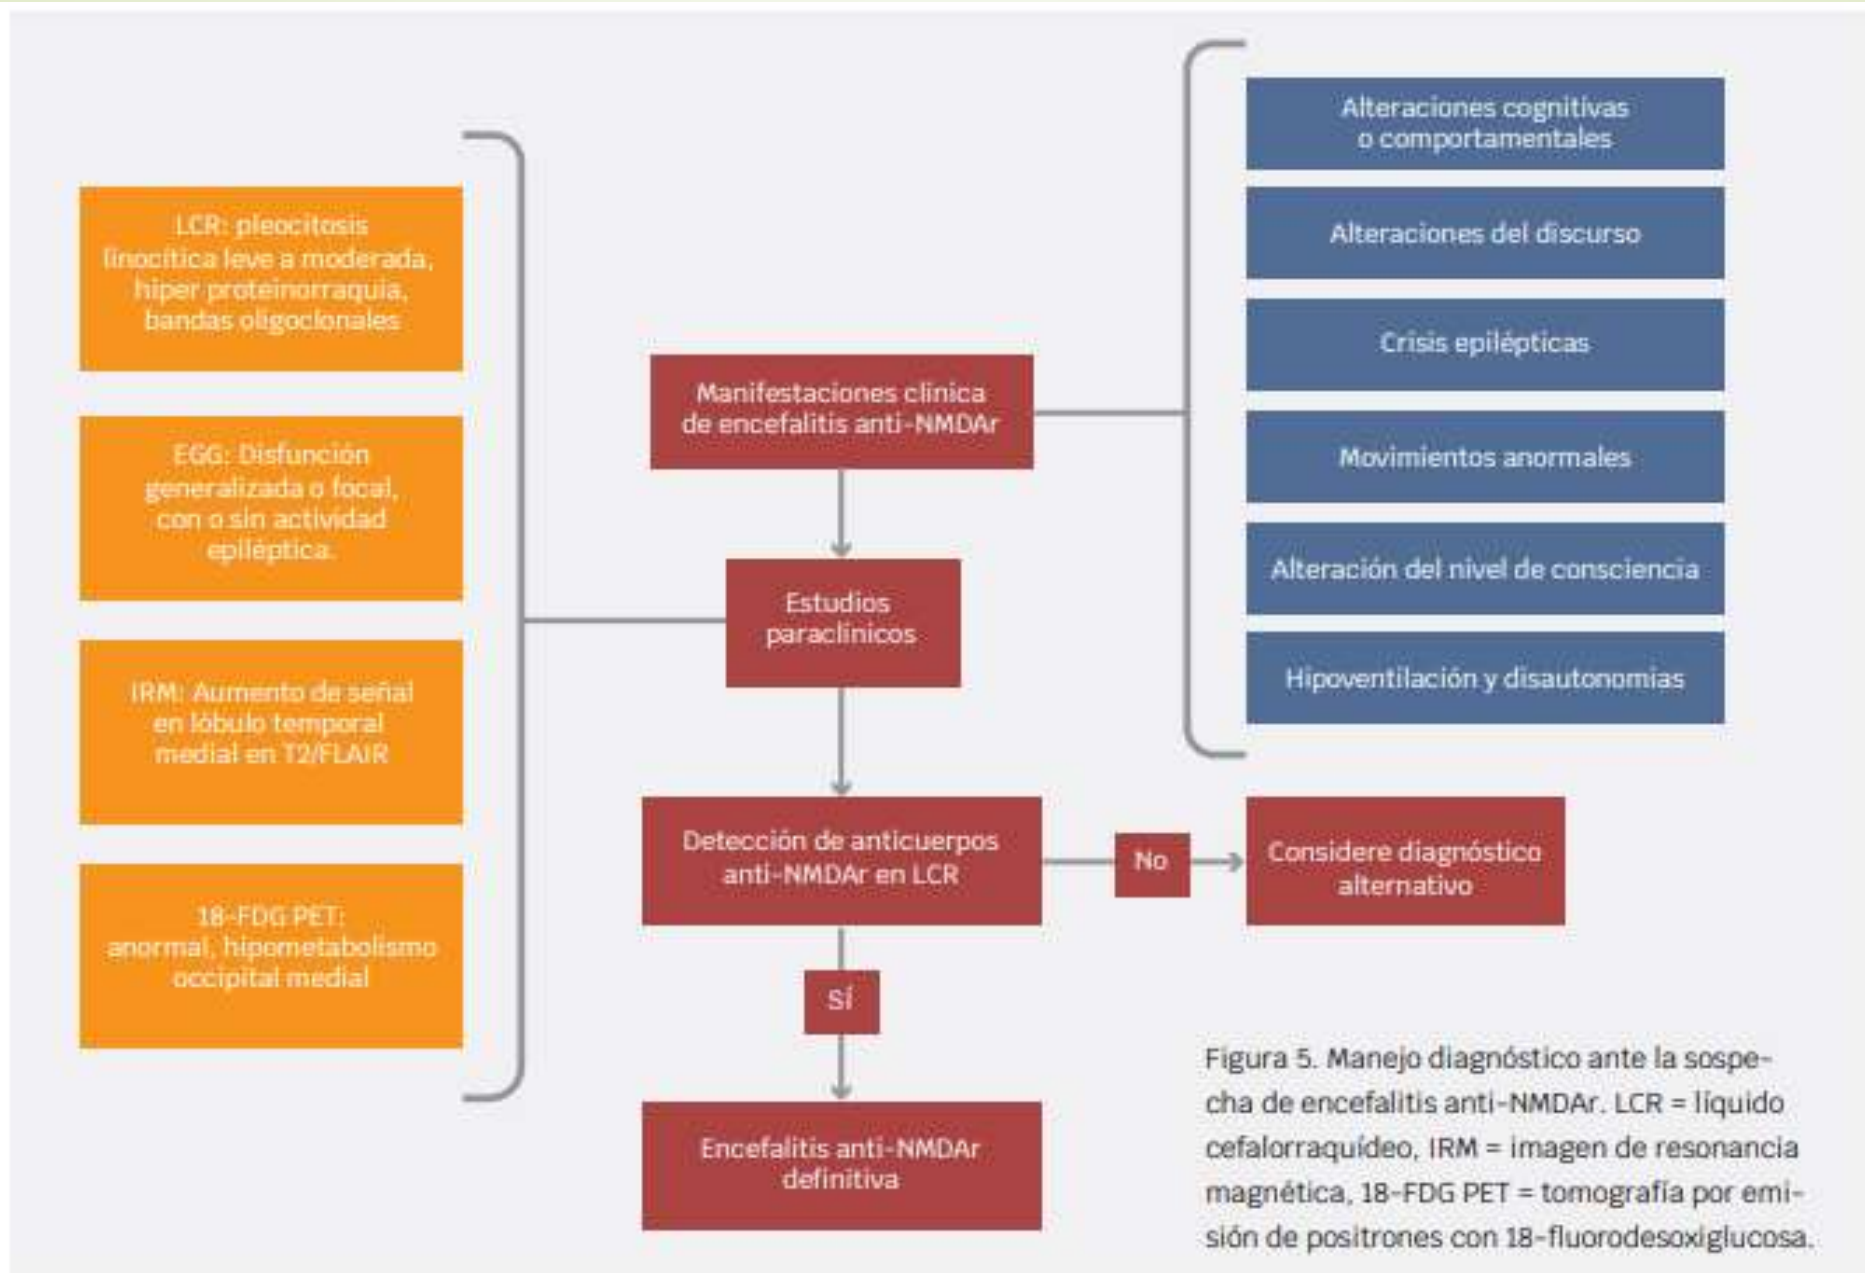 LCR: pleocitosis
linocítica leve a moderada,
hiper proteinorraquia,
bandas oligoclonales
EGG: Disfunción
generalizada o focal,
con o sin actividad
epiléptica.
IRM: Aumento de señal
en lóbulo temporal
medial en T2/FLAIR
18-FDG PET:
anormal, hipometabolismo
occipital medial
Manifestaciones clínica
de encefalitis anti-NMDAr
Estudios
paraclínicos
Detección de anticuerpos
anti-NMDAr en LCR
No
Considere diagnóstico
alternativo
Sí
Encefalitis anti-NMDAr
definitiva
Alteraciones cognitivas
o comportamentales
Alteraciones del discurso
Crisis epilépticas
Movimientos anormales
Alteración del nivel de consciencia
Hipoventilación y disautonomías
Figura 5. Manejo diagnóstico ante la sospe-
cha de encefalitis anti-NMDAr. LCR = líquido
cefalorraquídeo, IRM = imagen de resonancia
magnética, 18-FDG PET = tomografía por emi-
sión de positrones con 18-fluorodesoxiglucosa.